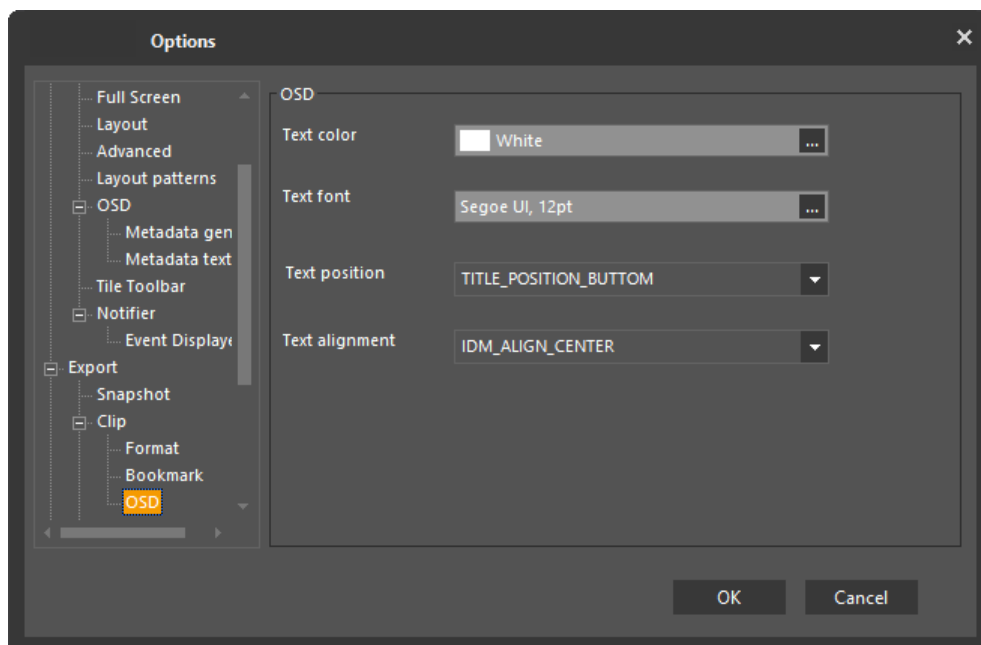 Options
Full Screen
Layout
Advanced
Layout patterns
OSD
Metadata gen
Metadata text
Tile Toolbar
Notifier
Event Displaye
Export
Snapshot
Clip
Format
Bookmark
OSD
OSD
Text color
White
...
Text font
Segoe UI, 12pt
...
Text position
TITLE_POSITION_BUTTOM
Text alignment
IDM_ALIGN_CENTER
OK
Cancel